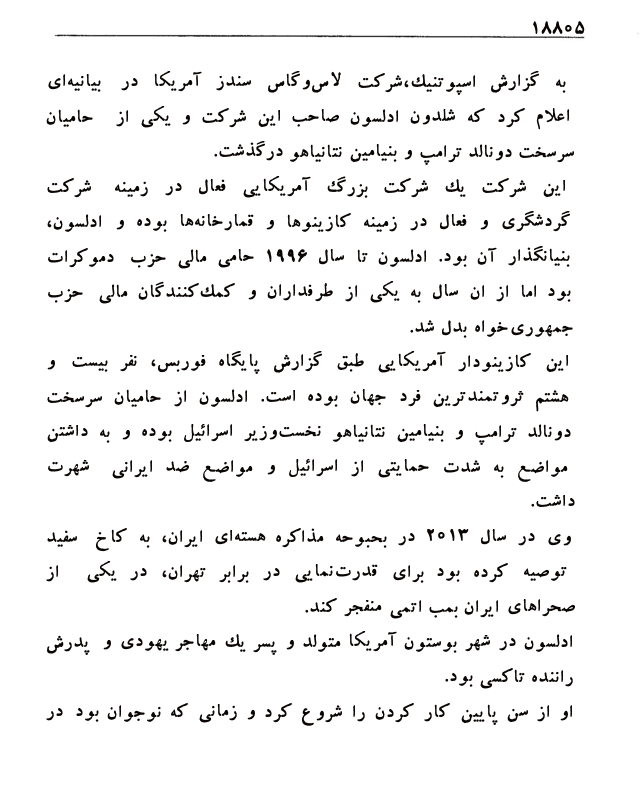 ۱۸۸۰۵
به گزارش اسپوتنیك،شرکت لاس‌وگاس سندز آمریکا در بیانیه‌ای
اعلام کرد که شلدون ادلسون صاحب این شرکت و یکی از حامیان
سرسخت دونالد ترامپ و بنیامین نتانیاهو درگذشت.
این شرکت یك شرکت بزرگ آمریکایی فعال در زمینه شرکت
گردشگری و فعال در زمینه کازینوها و قمارخانه‌ها بوده و ادلسون،
بنیانگذار آن بود. ادلسون تا سال ۱۹۹۶ حامی مالی حزب دموکرات
بود اما از ان سال به یکی از طرفداران و کمك‌کنندگان مالی حزب
جمهوری‌خواه بدل شد.
این کازینودار آمریکایی طبق گزارش پایگاه فوربس، نفر بیست و
هشتم ثروتمندترین فرد جهان بوده است. ادلسون از حامیان سرسخت
دونالد ترامپ و بنیامین نتانیاهو نخست‌وزیر اسرائیل بوده و به داشتن
مواضع به شدت حمایتی از اسرائیل و مواضع ضد ایرانی شهرت
داشت.
وی در سال ۲۰۱۳ در بحبوحه مذاکره هسته‌ای ایران، به کاخ سفید
توصیه کرده بود برای قدرت‌نمایی در برابر تهران، در یکی از
صحراهای ایران بمب اتمی منفجر کند.
ادلسون در شهر بوستون آمریکا متولد و پسر یك مهاجر یهودی و پدرش
راننده تاکسی بود.
او از سن پایین کار کردن را شروع کرد و زمانی که نوجوان بود در